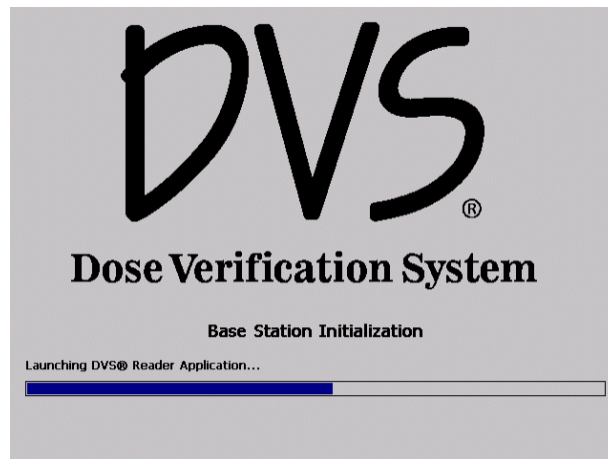 DVS®
Dose Verification System
Base Station Initialization
Launching DVS® Reader Application...